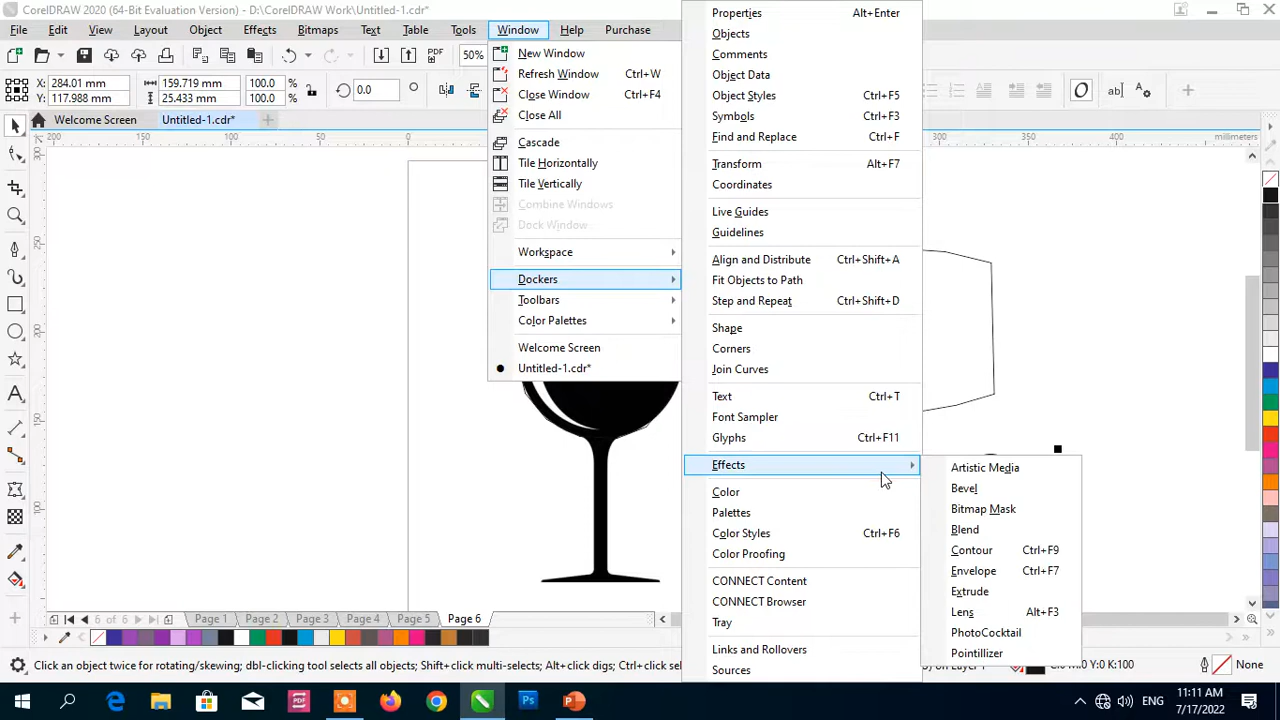 CorelDRAW 2020 (64-Bit Evaluation Version) - D:\CorelDRAW Work\Untitled-1.cdr*
File Edit View Layout Object Effects Bitmaps Text Table Tools Window Help Purchase
50%
X: 284.01 mm 159.719 mm 100.0 %
Y: 117.988 mm 25.433 mm 100.0 %
0.0
Welcome Screen Untitled-1.cdr*
200 150 100 50 0 300 350 400 millimeters
New Window
Refresh Window Ctrl+W
Close Window Ctrl+F4
Close All
Cascade
Tile Horizontally
Tile Vertically
Combine Windows
Dock Window
Workspace
Dockers
Toolbars
Color Palettes
Welcome Screen
Untitled-1.cdr*
Properties Alt+Enter
Objects
Comments
Object Data
Object Styles Ctrl+F5
Symbols Ctrl+F3
Find and Replace Ctrl+F
Transform Alt+F7
Coordinates
Live Guides
Guidelines
Align and Distribute Ctrl+Shift+A
Fit Objects to Path
Step and Repeat Ctrl+Shift+D
Shape
Corners
Join Curves
Text Ctrl+T
Font Sampler
Glyphs Ctrl+F11
Effects
Color
Palettes
Color Styles Ctrl+F6
Color Proofing
CONNECT Content
CONNECT Browser
Tray
Links and Rollovers
Sources
Artistic Media
Bevel
Bitmap Mask
Blend
Contour Ctrl+F9
Envelope Ctrl+F7
Extrude
Lens Alt+F3
PhotoCocktail
Pointillizer
6 of 6 Page 1 Page 2 Page 3 Page 4 Page 5 Page 6
Click an object twice for rotating/skewing; dbl-clicking tool selects all objects; Shift+click multi-selects; Alt+click digs; Ctrl+click sel
on Layer 1 C:0 M:0 Y:0 K:100 None
ENG 11:11 AM
7/17/2022